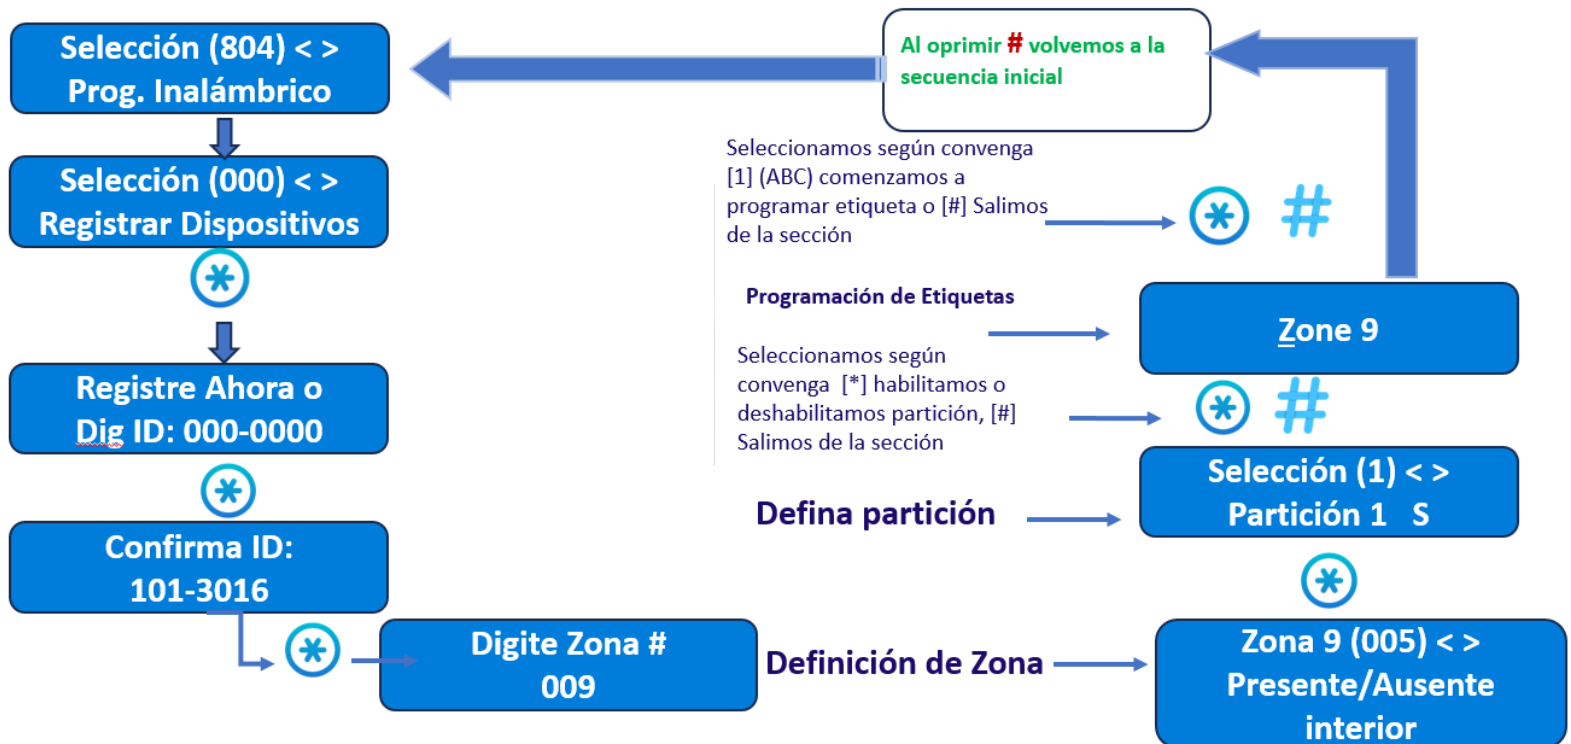 Selección (804) < >
Prog. Inalámbrico
Selección (000) < >
Registrar Dispositivos
Registre Ahora o
Dig ID: 000-0000
Confirma ID:
101-3016
Digite Zona #
009
Definición de Zona
Zona 9 (005) < >
Presente/Ausente
interior
Defina partición
Selección (1) < >
Partición 1 S
Seleccionamos según
convenga [*] habilitamos o
deshabilitamos partición, [#]
Salimos de la sección
#
Programación de Etiquetas
Zone 9
Seleccionamos según convenga
[1] (ABC) comenzamos a
programar etiqueta o [#] Salimos
de la sección
#
Al oprimir # volvemos a la
secuencia inicial